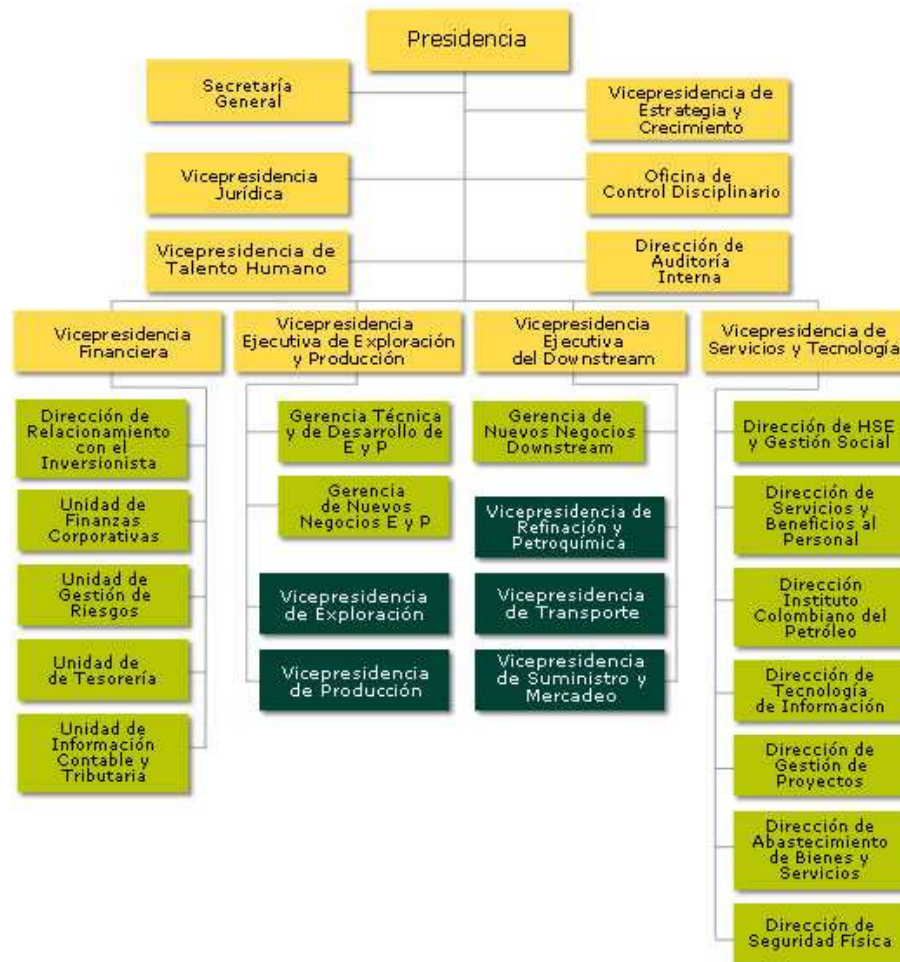 Presidencia
Secretaría
General
Vicepresidencia de
Estrategia y
Crecimiento
Vicepresidencia
Jurídica
Oficina de
Control Disciplinario
Vicepresidencia de
Talento Humano
Dirección de
Auditoría
Interna
Vicepresidencia
Financiera
Vicepresidencia
Ejecutiva de Exploración
y Producción
Vicepresidencia
Ejecutiva
del Downstream
Vicepresidencia de
Servicios y Tecnología
Dirección de
Relacionamiento
con el
Inversionista
Unidad de
Finanzas
Corporativas
Unidad de
Gestión de
Riesgos
Unidad de
de Tesorería
Unidad de
Información
Contable y
Tributaria
Gerencia Técnica
y de Desarrollo de
E y P
Gerencia
de Nuevos
Negocios E y P
Vicepresidencia
de Exploración
Vicepresidencia
de Producción
Gerencia de
Nuevos Negocios
Downstream
Vicepresidencia de
Refinación y
Petroquímica
Vicepresidencia
de Transporte
Vicepresidencia
de Suministro y
Mercadeo
Dirección de HSE
y Gestión Social
Dirección de
Servicios y
Beneficios al
Personal
Dirección
Instituto
Colombiano del
Petróleo
Dirección de
Tecnología
de Información
Dirección de
Gestión de
Proyectos
Dirección de
Abastecimiento
de Bienes y
Servicios
Dirección de
Seguridad Física